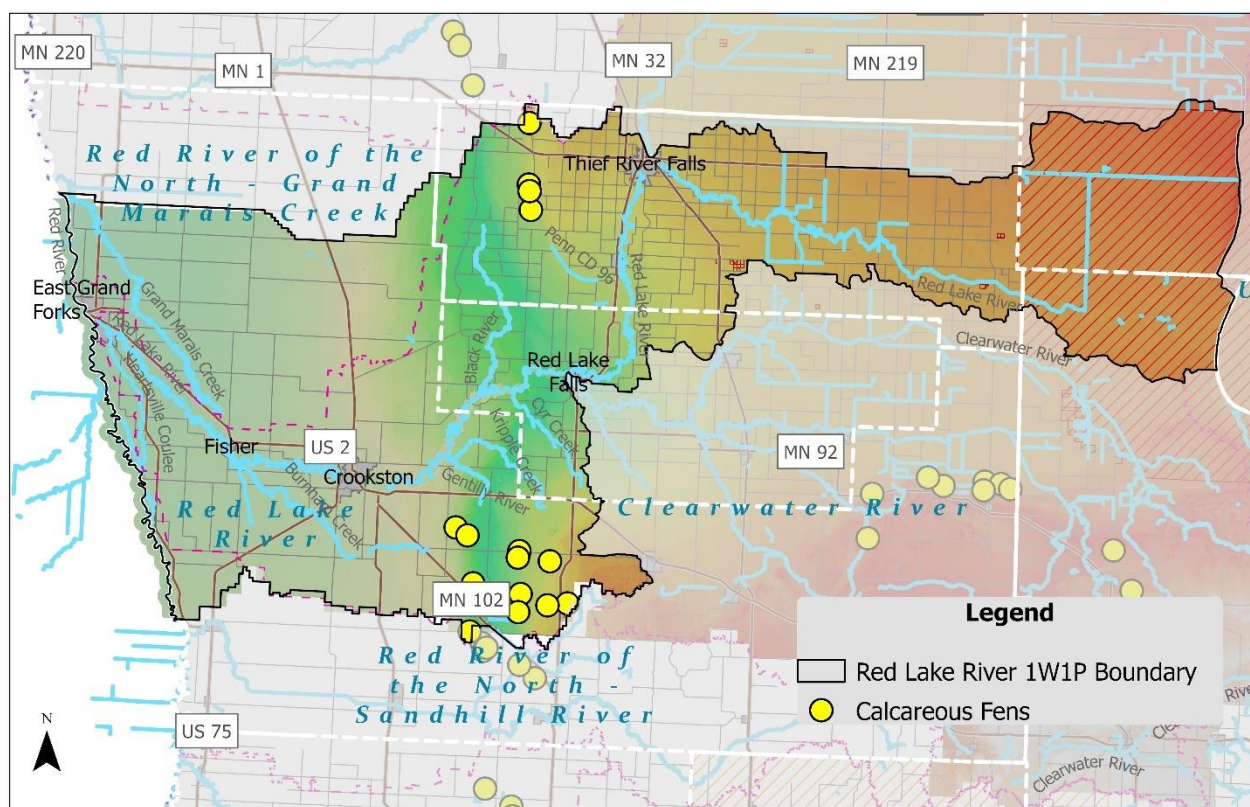 MN 220
MN 1
MN 32
MN 219
Red River of the
North - Grand
Marais Creek
Thief River Falls
Red River
Penn CD 96
Red Lake River
Red Lake River
East Grand
Forks
Grand Marais Creek
Red Lake River
Heartsville Coulee
Black River
Clearwater River
U
Red Lake
Falls
Cyr Creek
Kripple Creek
Fisher
US 2
MN 92
Crookston
Gentilly River
Burnham Creek
Red Lake
River
Clearwater River
MN 102
Legend
Red Lake River 1W1P Boundary
Calcareous Fens
Red River of
the North -
Sandhill River
US 75
N
River
Clearwater River